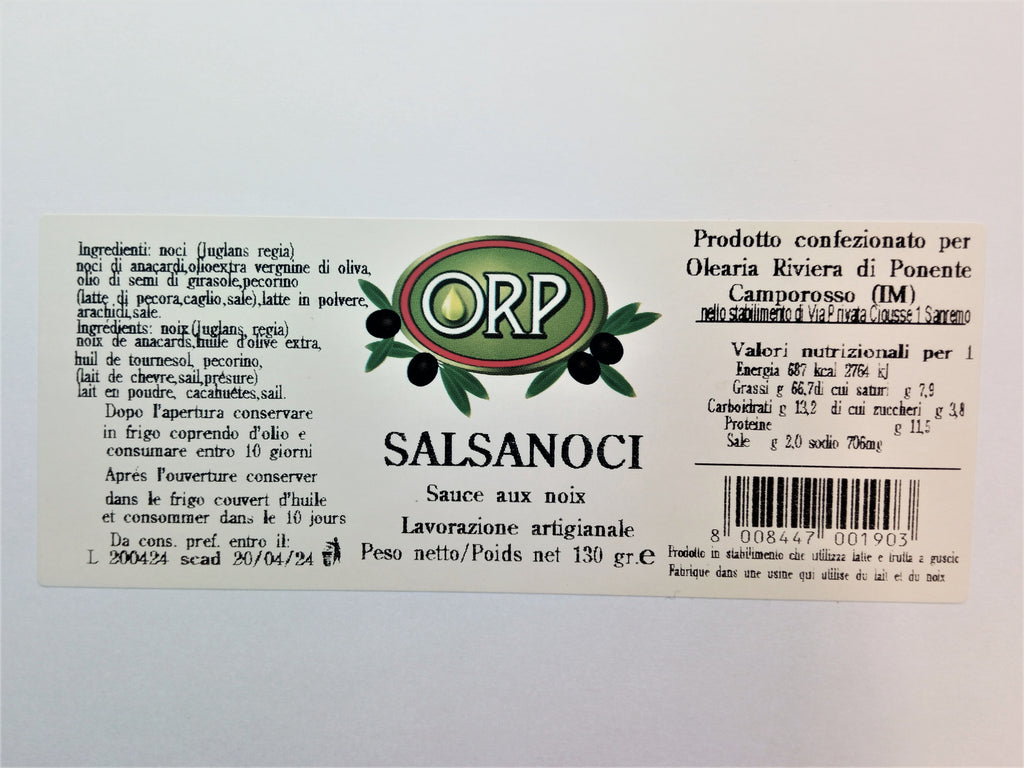 Ingredienti: noci (Juglans regia)
noci di anacardi,olioextra vergnine di oliva,
olio di semi di girasole,pecorino
(latte di pecora,caglio,sale),latte in polvere,
arachidi,sale.
Ingrédients: noix (Juglans, regia)
noix de anacards,huile d'olive extra,
huil de tournesol, pecorino,
(lait de chevre,sail,présure)
lait en poudre, cacahuétes,sail.
Dopo l'apertura conservare
in frigo coprendo d'olio e
consumare entro 10 giorni
Aprés l'ouverture conserver
dans le frigo couvert d'huile
et consommer dans le 10 jours
Da cons. pref. entro il:
L 200424 scad 20/04/24
ORP
SALSANOCI
Sauce aux noix
Lavorazione artigianale
Peso netto/Poids net 130 gr.e
Prodotto confezionato per
Olearia Riviera di Ponente
Camporosso (IM)
nello stabilimento di Via Privata Ciousse 1 Sanremo
Valori nutrizionali per 1
Energia 687 kcal 2764 kJ
Grassi g 66,7di cui saturi g 7,9
Carboidrati g 13,2 di cui zuccheri g 3,8
Proteine g 11,5
Sale g 2,0 sodio 706mg
8 008447 001903
Prodotto in stabilimento che utilizza latte e frutta a guscio
Fabrique dans une usine qui utilise du lait et du noix